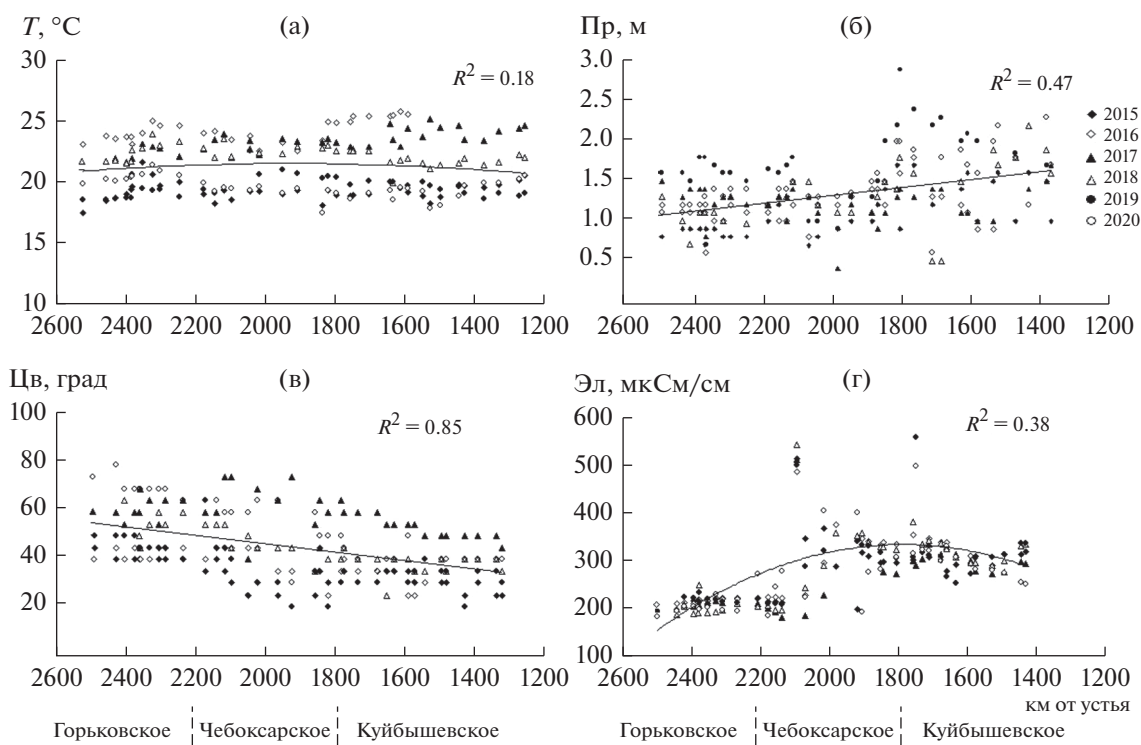 T, °C
(а)
R² = 0.18
30
25
20
15
10
2600 2400 2200 2000 1800 1600 1400 1200
Пр, м
(б)
R² = 0.47
3.0
2.5
2.0
1.5
1.0
0.5
2600 2400 2200 2000 1800 1600 1400 1200
2015
2016
2017
2018
2019
2020
Цв, град
(в)
R² = 0.85
100
80
60
40
20
2600 2400 2200 2000 1800 1600 1400 1200
Горьковское Чебоксарское Куйбышевское
Эл, мкСм/см
(г)
R² = 0.38
600
500
400
300
200
100
2600 2400 2200 2000 1800 1600 1400 1200
км от устья
Горьковское Чебоксарское Куйбышевское